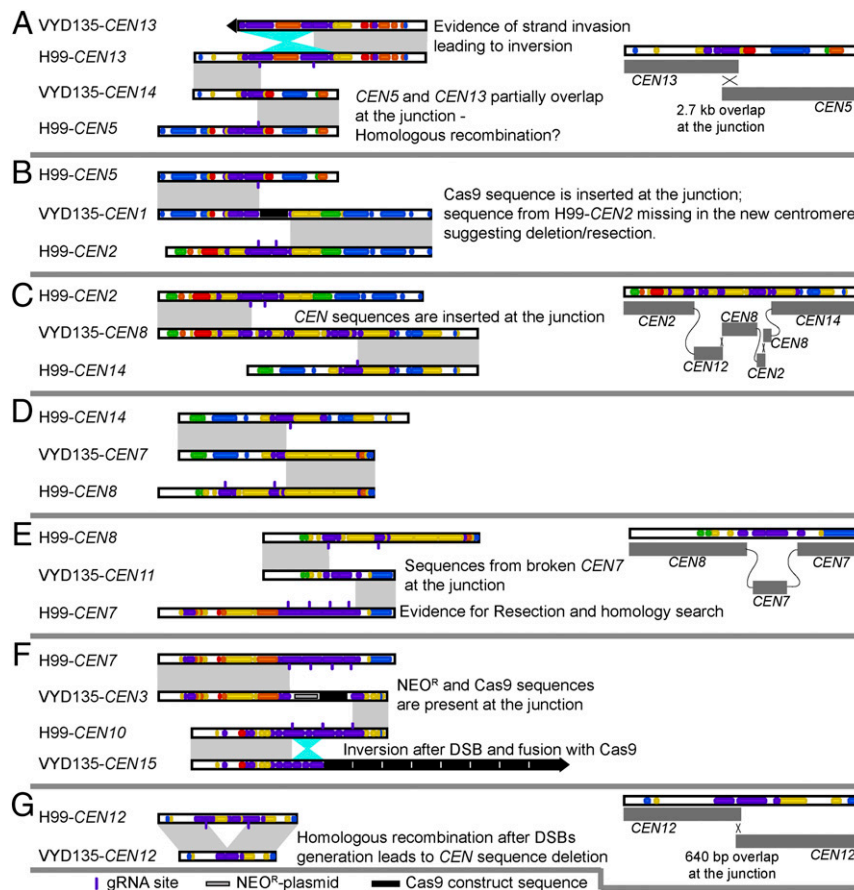 A
VYD135-CEN13
H99-CEN13
VYD135-CEN14
H99-CEN5
Evidence of strand invasion
leading to inversion
CEN5 and CEN13 partially overlap
at the junction -
Homologous recombination?
CEN13
CEN5
2.7 kb overlap
at the junction
B
H99-CEN5
VYD135-CEN1
H99-CEN2
Cas9 sequence is inserted at the junction;
sequence from H99-CEN2 missing in the new centromere
suggesting deletion/resection.
C
H99-CEN2
VYD135-CEN8
H99-CEN14
CEN sequences are inserted at the junction
CEN2
CEN8
CEN14
CEN12
CEN8
CEN2
D
H99-CEN14
VYD135-CEN7
H99-CEN8
E
H99-CEN8
VYD135-CEN11
H99-CEN7
Sequences from broken CEN7
at the junction
Evidence for Resection and homology search
CEN8
CEN7
CEN7
F
H99-CEN7
VYD135-CEN3
H99-CEN10
VYD135-CEN15
NEOᴿ and Cas9 sequences
are present at the junction
Inversion after DSB and fusion with Cas9
G
H99-CEN12
VYD135-CEN12
Homologous recombination after DSBs
generation leads to CEN sequence deletion
CEN12
CEN12
640 bp overlap
at the junction
gRNA site
NEOᴿ-plasmid
Cas9 construct sequence